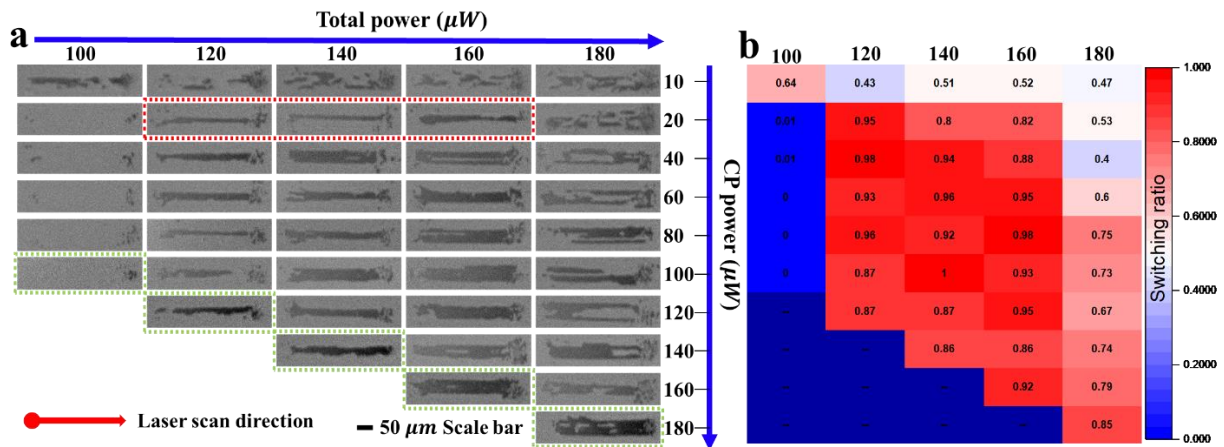 a
Total power (μW)
100 120 140 160 180
10
20
40
60
80
100
120
140
160
180
CP power (μW)
Laser scan direction
50 μm Scale bar
b
100 120 140 160 180
0.64 0.43 0.51 0.52 0.47
0.01 0.95 0.8 0.82 0.53
0.01 0.98 0.94 0.88 0.4
0 0.93 0.96 0.95 0.6
0 0.96 0.92 0.98 0.75
0 0.87 1 0.93 0.73
-- 0.87 0.87 0.95 0.67
-- -- 0.86 0.86 0.74
-- -- -- 0.92 0.79
-- -- -- -- 0.85
1.000
0.8000
0.6000
0.4000
0.2000
0.000
Switching ratio